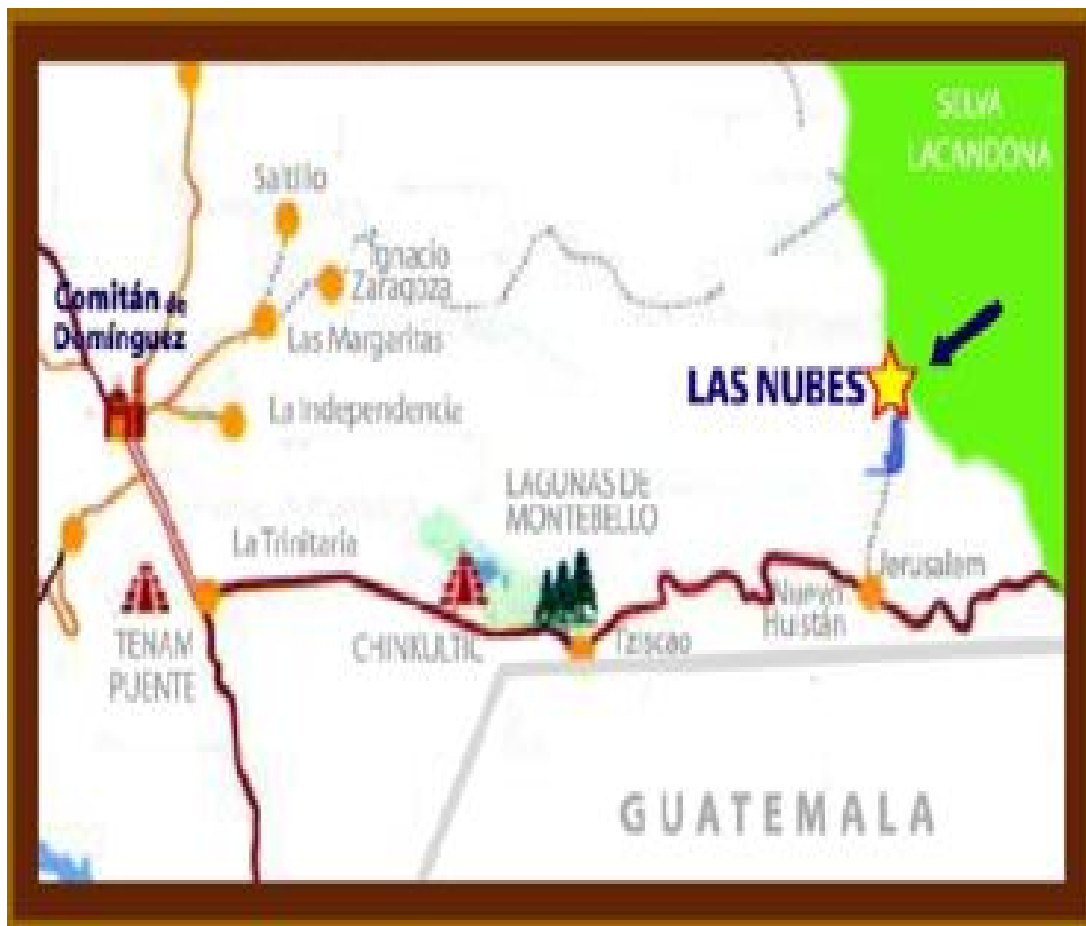 SELVA
LACANDONA
Saltillo
Ignacio
Zaragoza
Comitán de
Domínguez
Las Margaritas
LAS NUBES
La Independencia
LAGUNAS DE
MONTEBELLO
La Trinitaria
Jerusalem
Nuevo
Huistán
TENAM
PUENTE
CHINKULTIC
Tziscao
GUATEMALA